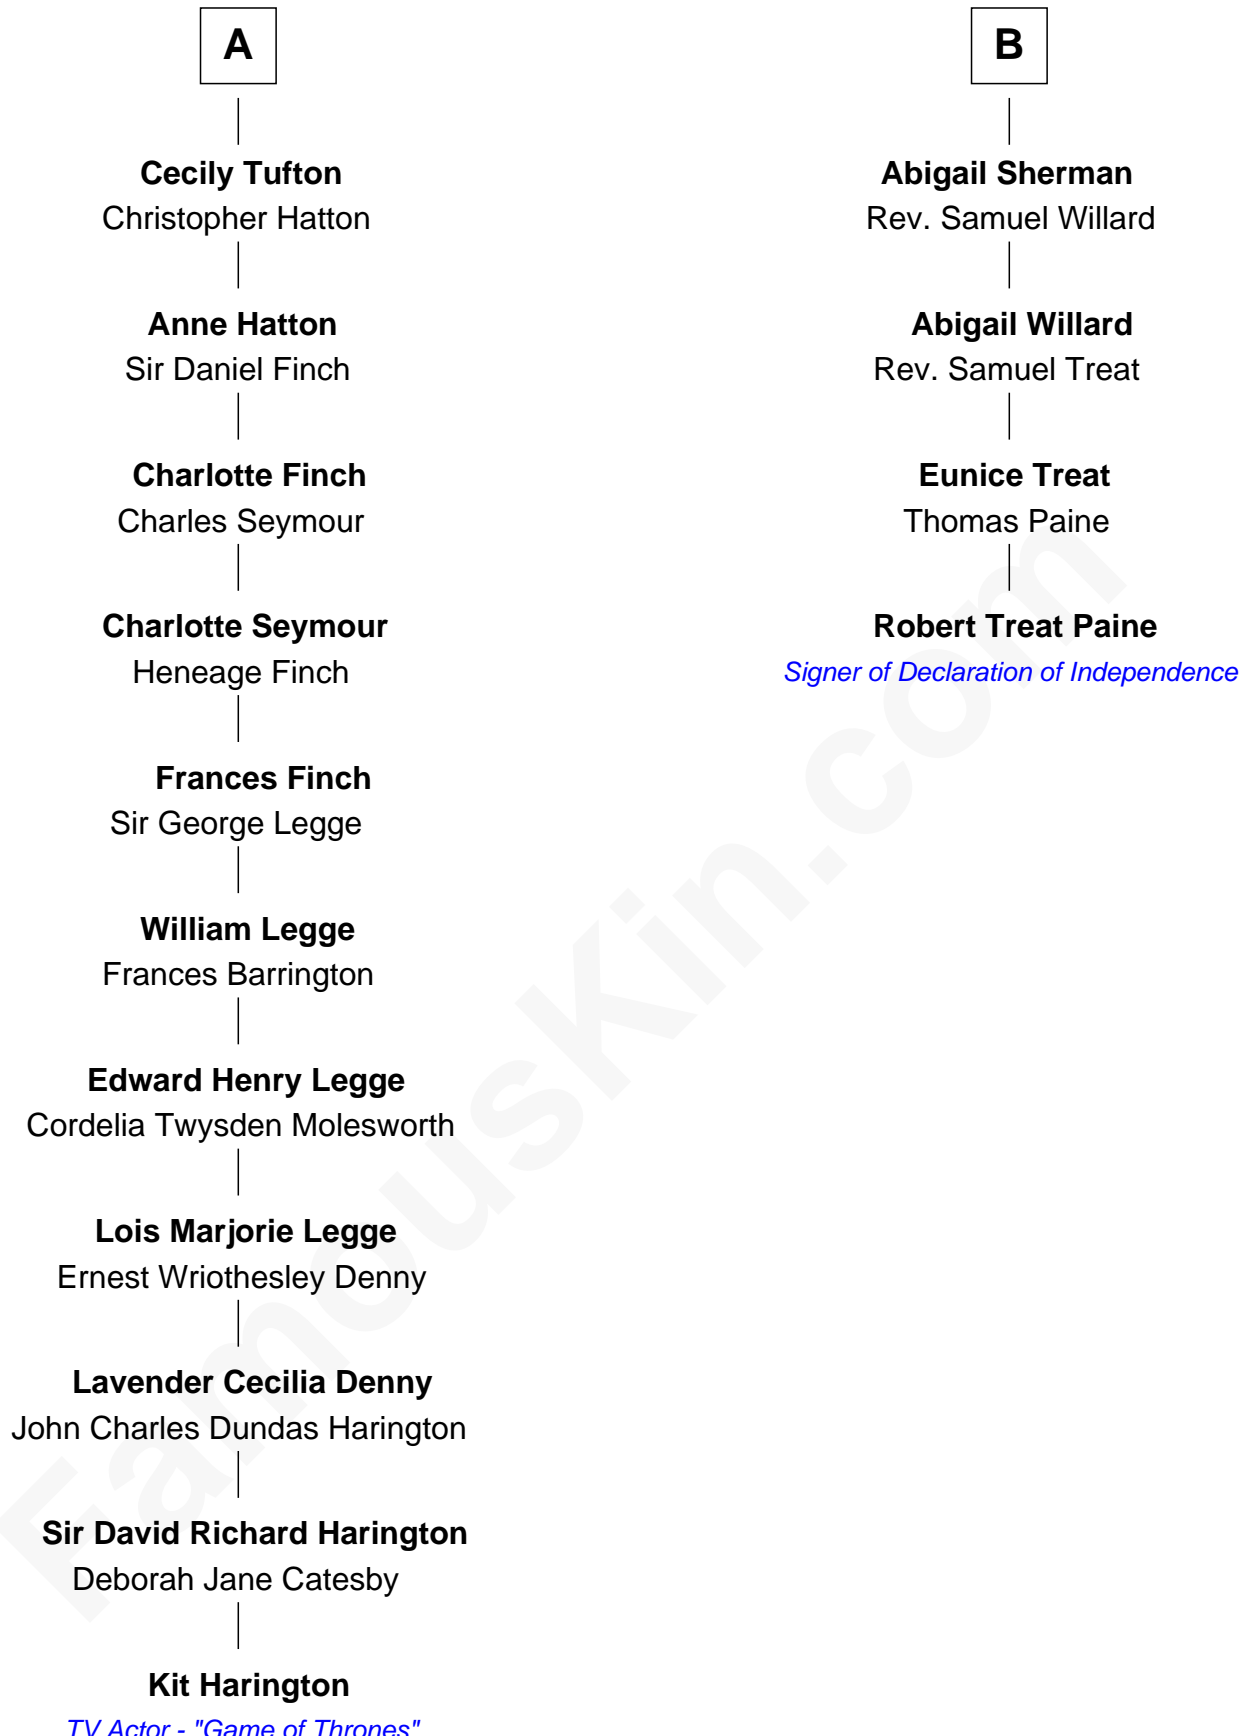 A
Cecily Tufton
Christopher Hatton
Anne Hatton
Sir Daniel Finch
Charlotte Finch
Charles Seymour
Charlotte Seymour
Heneage Finch
Frances Finch
Sir George Legge
William Legge
Frances Barrington
Edward Henry Legge
Cordelia Twysden Molesworth
Lois Marjorie Legge
Ernest Wriothesley Denny
Lavender Cecilia Denny
John Charles Dundas Harington
Sir David Richard Harington
Deborah Jane Catesby
Kit Harington
TV Actor - "Game of Thrones"
B
Abigail Sherman
Rev. Samuel Willard
Abigail Willard
Rev. Samuel Treat
Eunice Treat
Thomas Paine
Robert Treat Paine
Signer of Declaration of Independence
FamousKin.com